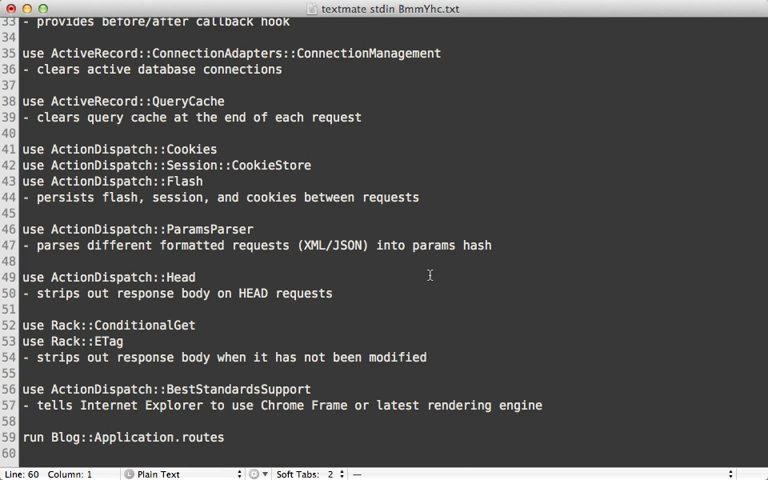 textmate stdin BmmYhc.txt
33 - provides before/after callback hook
34
35 use ActiveRecord::ConnectionAdapters::ConnectionManagement
36 - clears active database connections
37
38 use ActiveRecord::QueryCache
39 - clears query cache at the end of each request
40
41 use ActionDispatch::Cookies
42 use ActionDispatch::Session::CookieStore
43 use ActionDispatch::Flash
44 - persists flash, session, and cookies between requests
45
46 use ActionDispatch::ParamsParser
47 - parses different formatted requests (XML/JSON) into params hash
48
49 use ActionDispatch::Head
50 - strips out response body on HEAD requests
51
52 use Rack::ConditionalGet
53 use Rack::ETag
54 - strips out response body when it has not been modified
55
56 use ActionDispatch::BestStandardsSupport
57 - tells Internet Explorer to use Chrome Frame or latest rendering engine
58
59 run Blog::Application.routes
60
Line: 60 Column: 1 Plain Text Soft Tabs: 2 —